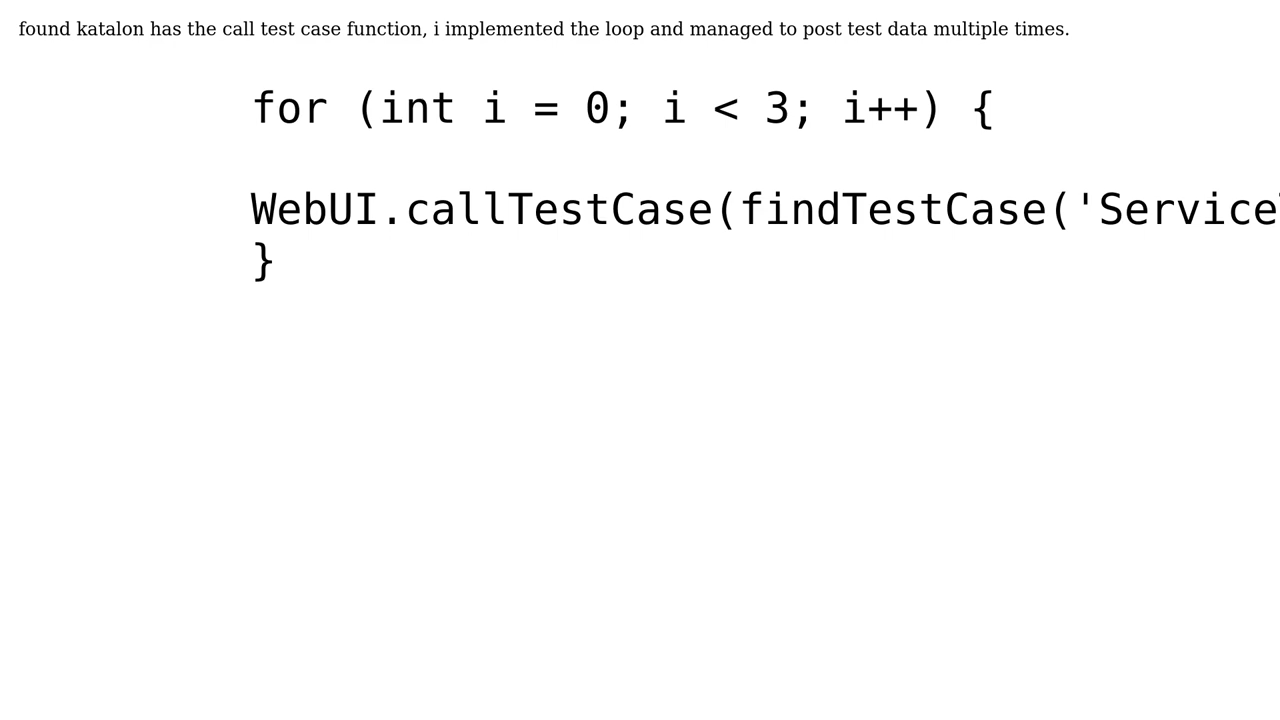 found katalon has the call test case function, i implemented the loop and managed to post test data multiple times.
for (int i = 0; i < 3; i++) {
WebUI.callTestCase(findTestCase('Service
}